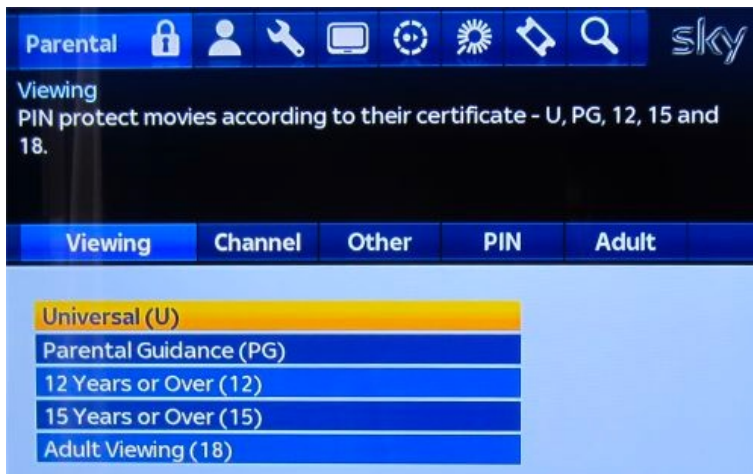 Parental
sky
Viewing
PIN protect movies according to their certificate - U, PG, 12, 15 and
18.
Viewing Channel Other PIN Adult
Universal (U)
Parental Guidance (PG)
12 Years or Over (12)
15 Years or Over (15)
Adult Viewing (18)